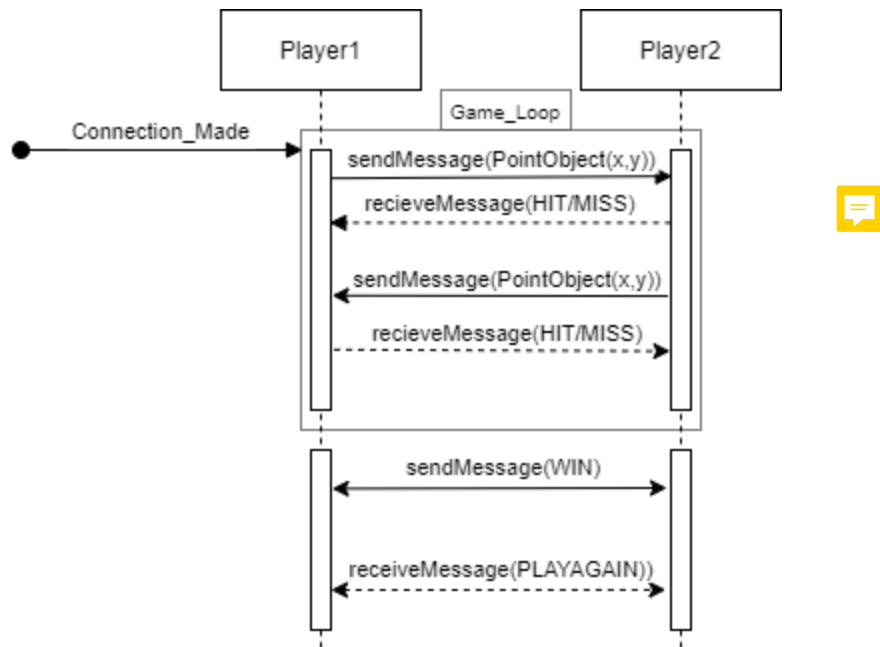 Player1
Player2
Game_Loop
Connection_Made
sendMessage(PointObject(x,y))
recieveMessage(HIT/MISS)
sendMessage(PointObject(x,y))
recieveMessage(HIT/MISS)
sendMessage(WIN)
receiveMessage(PLAYAGAIN))